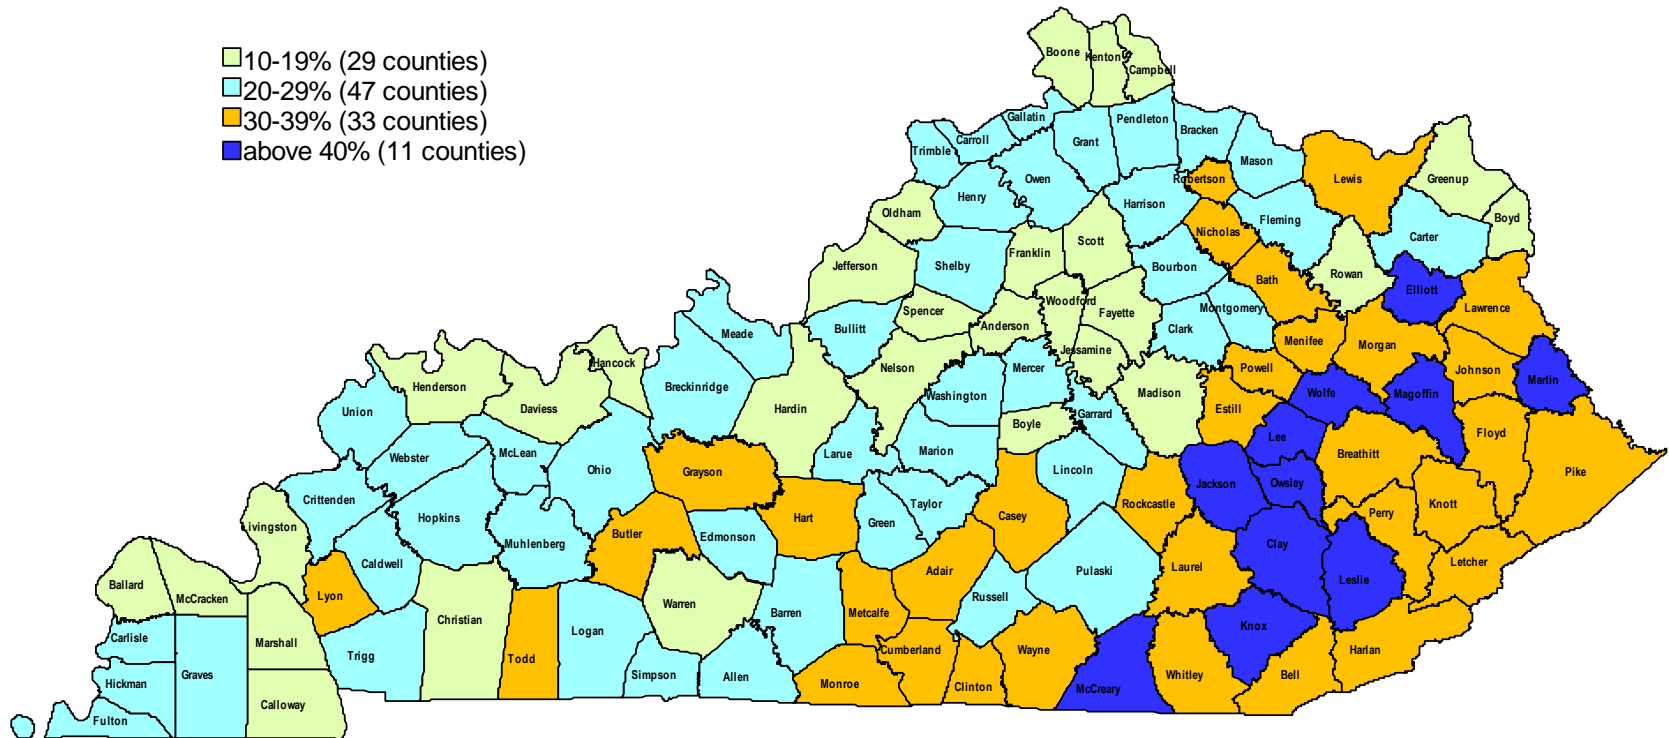 10-19% (29 counties)
20-29% (47 counties)
30-39% (33 counties)
above 40% (11 counties)
Boone
Kenton
Campbell
Gallatin
Carroll
Trimble
Grant
Pendleton
Bracken
Mason
Lewis
Greenup
Boyd
Owen
Henry
Robertson
Harrison
Fleming
Carter
Oldham
Nicholas
Scott
Franklin
Jefferson
Shelby
Bourbon
Bath
Rowan
Elliott
Lawrence
Woodford
Fayette
Montgomery
Spencer
Anderson
Clark
Bullitt
Meade
Menifee
Morgan
Jessamine
Hancock
Nelson
Mercer
Powell
Johnson
Martin
Henderson
Breckinridge
Washington
Madison
Wolfe
Magoffin
Daviess
Hardin
Garrard
Estill
Union
Boyle
Lee
Floyd
McLean
Webster
Ohio
Larue
Marion
Breathitt
Grayson
Lincoln
Pike
Crittenden
Jackson
Owsley
Hopkins
Hart
Taylor
Casey
Rockcastle
Perry
Knott
Livingston
Green
Butler
Edmonson
Muhlenberg
Clay
Caldwell
Letcher
Ballard
Adair
Pulaski
Laurel
Leslie
McCracken
Lyon
Warren
Russell
Christian
Barren
Metcalfe
Logan
Knox
Carlisle
Marshall
Trigg
Todd
Cumberland
Wayne
Harlan
Graves
Simpson
Allen
Whitley
Bell
Hickman
Monroe
Clinton
McCreary
Calloway
Fulton